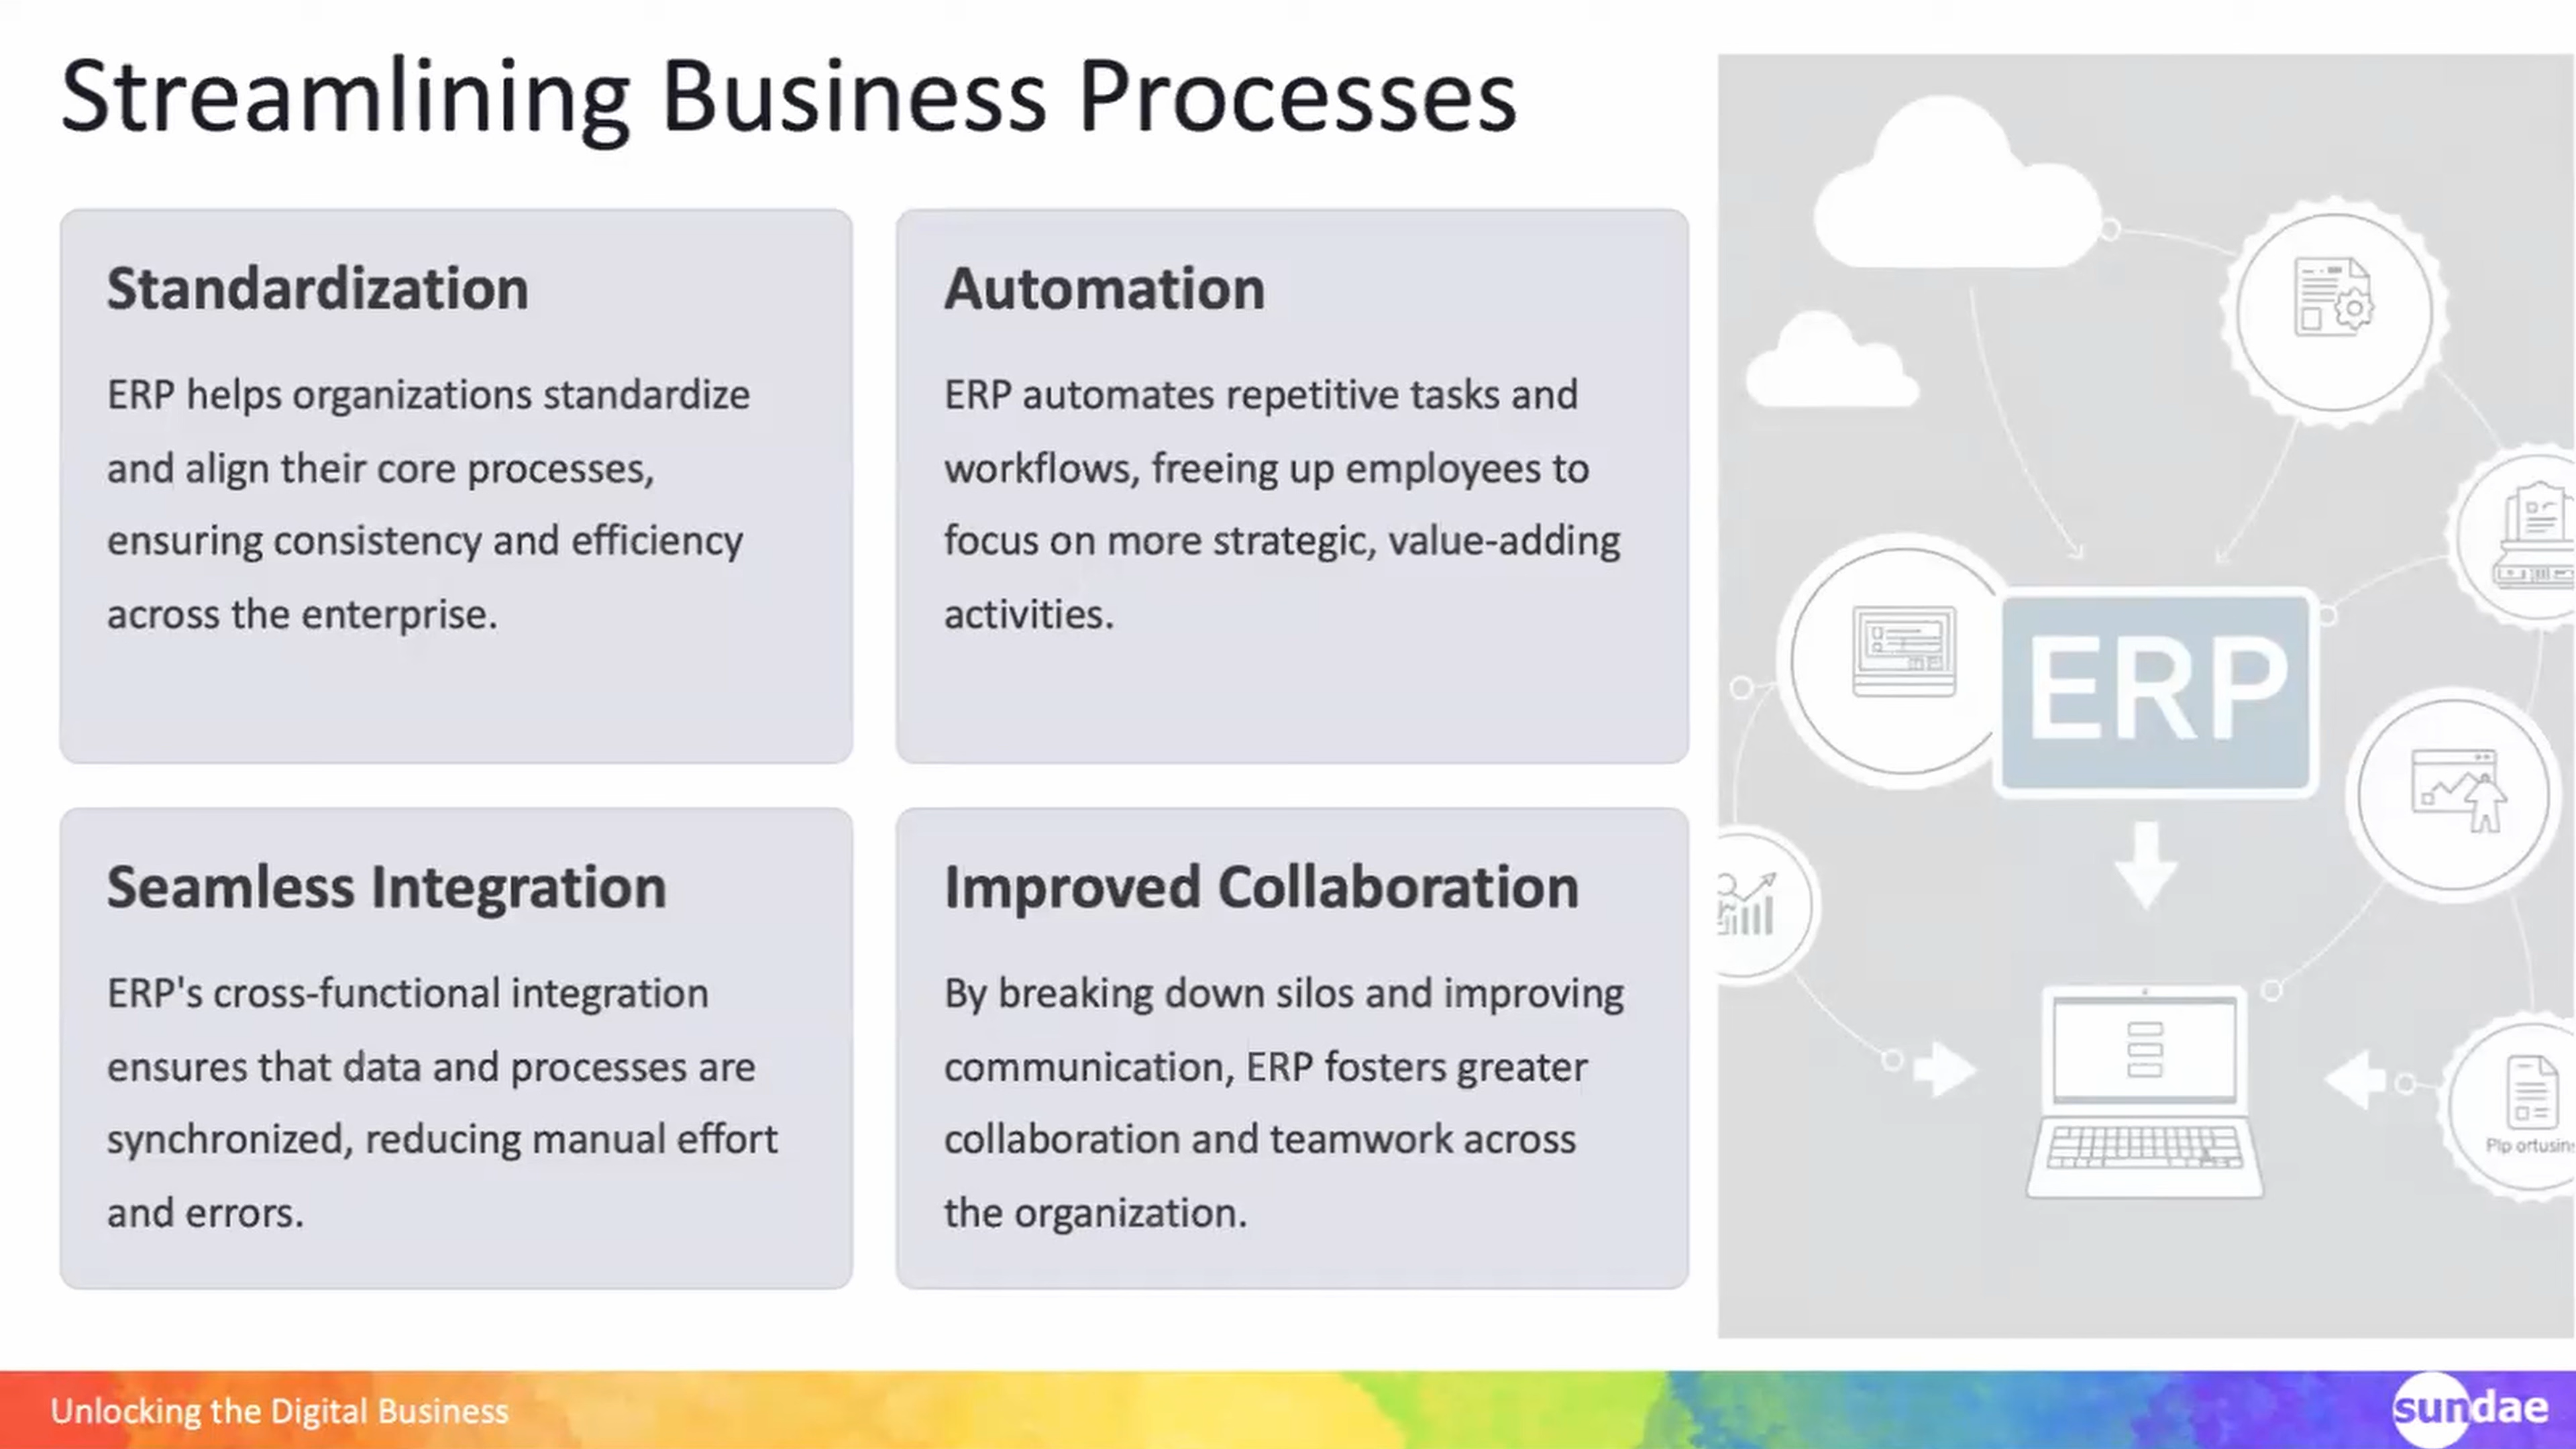 Streamlining Business Processes
Standardization
ERP helps organizations standardize
and align their core processes,
ensuring consistency and efficiency
across the enterprise.
Automation
ERP automates repetitive tasks and
workflows, freeing up employees to
focus on more strategic, value-adding
activities.
Seamless Integration
ERP's cross-functional integration
ensures that data and processes are
synchronized, reducing manual effort
and errors.
Improved Collaboration
By breaking down silos and improving
communication, ERP fosters greater
collaboration and teamwork across
the organization.
ERP
Unlocking the Digital Business
sundae